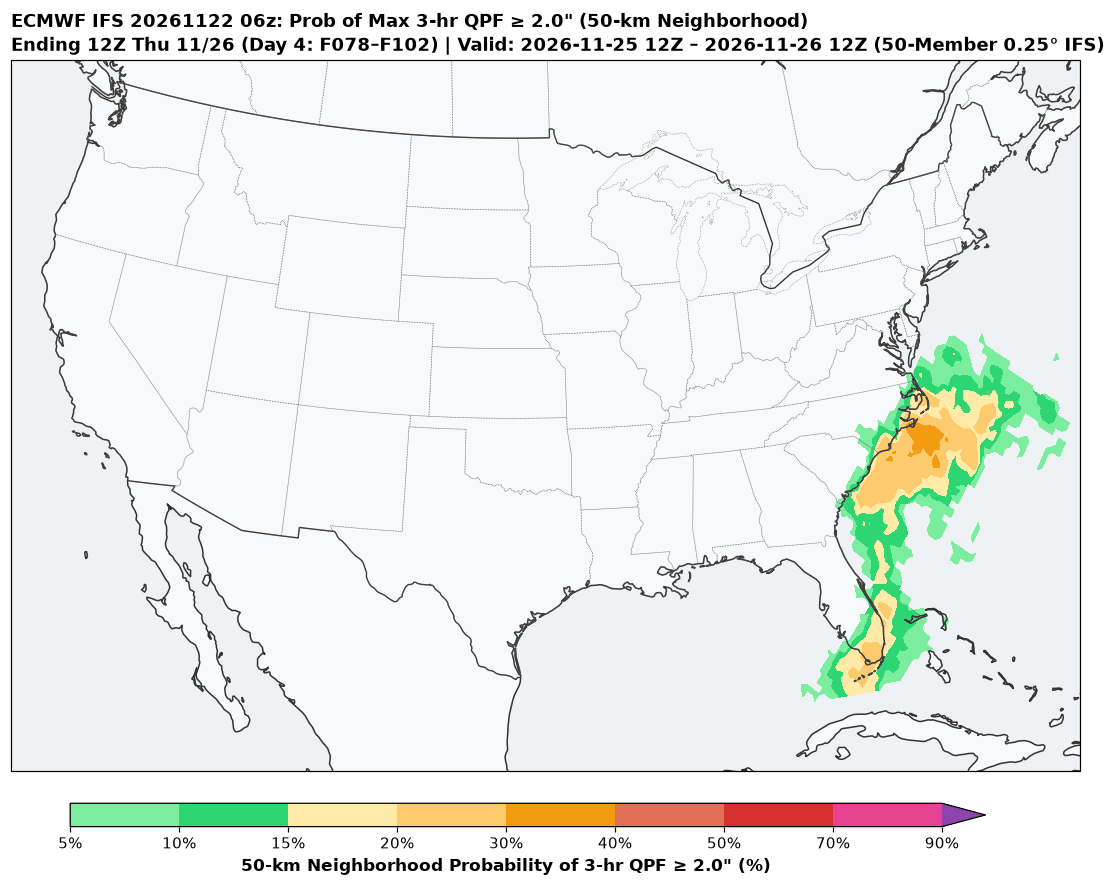 ECMWF IFS 20261122 06z: Prob of Max 3-hr QPF ≥ 2.0" (50-km Neighborhood)
Ending 12Z Thu 11/26 (Day 4: F078–F102) | Valid: 2026-11-25 12Z – 2026-11-26 12Z (50-Member 0.25° IFS)
5% 10% 15% 20% 30% 40% 50% 70% 90%
50-km Neighborhood Probability of 3-hr QPF ≥ 2.0" (%)